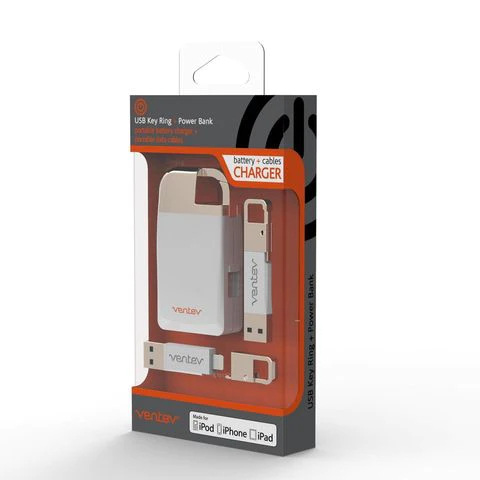 USB Key Ring + Power Bank
portable battery charger +
microfiber data cables
battery + cables
CHARGER
ventev
ventev
ventev
ventev
Made for
iPod iPhone iPad
USB Key Ring + Power Bank